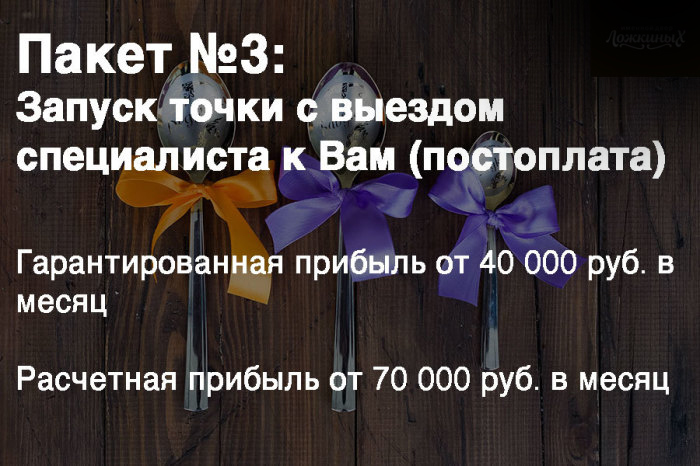 Ложкиных
Пакет №3:
Запуск точки с выездом
специалиста к Вам (постоплата)
Гарантированная прибыль от 40 000 руб. в
месяц
Расчетная прибыль от 70 000 руб. в месяц